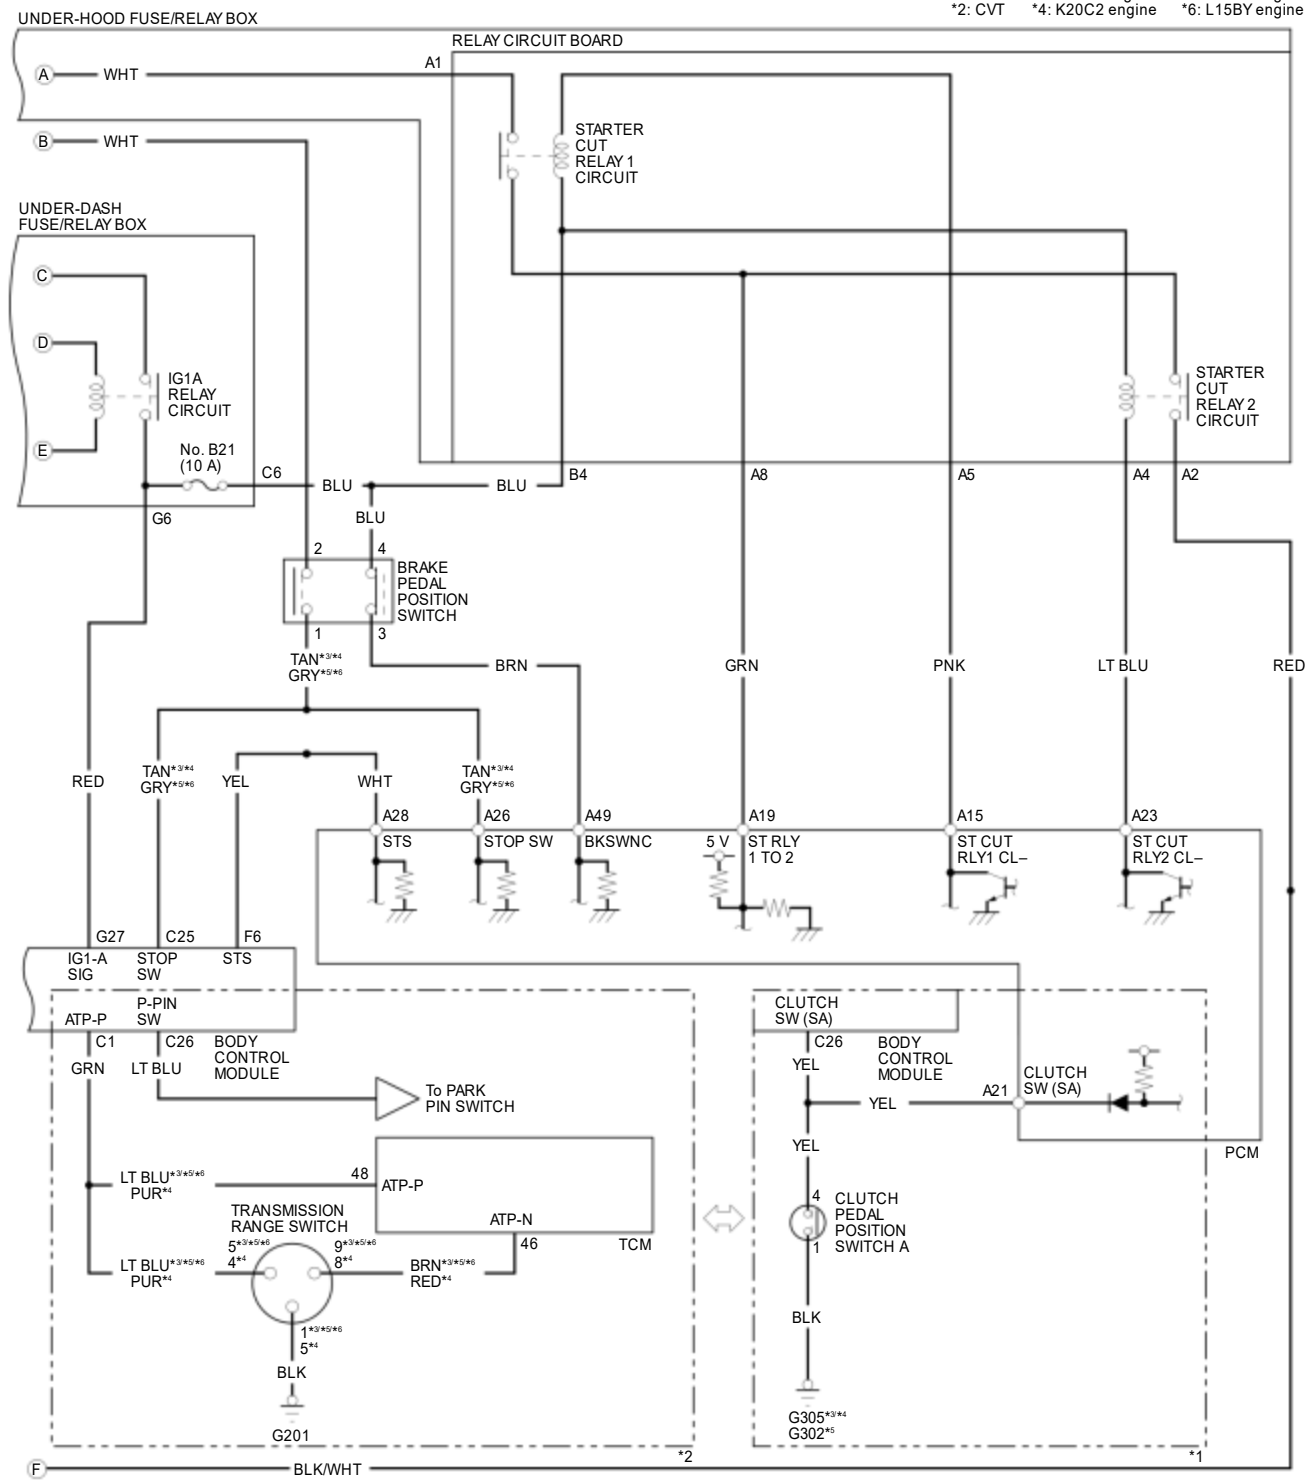 *2: CVT *4: K20C2 engine *6: L15BY engine
UNDER-HOOD FUSE/RELAY BOX
RELAY CIRCUIT BOARD
A WHT A1
B WHT
STARTER
CUT
RELAY 1
CIRCUIT
UNDER-DASH
FUSE/RELAY BOX
C
D
E
IG1A
RELAY
CIRCUIT
No. B21
(10 A)
C6
G6
STARTER
CUT
RELAY 2
CIRCUIT
BLU
BLU
B4
A8
A5
A4
A2
BLU
2
4
BRAKE
PEDAL
POSITION
SWITCH
1
3
TAN*3/*4
GRY*5/*6
BRN
GRN
PNK
LT BLU
RED
RED
TAN*3/*4
GRY*5/*6
YEL
WHT
TAN*3/*4
GRY*5/*6
A28
A26
A49
A19
A15
A23
STS
STOP SW
BKSWNC
5 V
ST RLY
1 TO 2
ST CUT
RLY1 CL–
ST CUT
RLY2 CL–
G27
C25
F6
IG1-A
SIG
STOP
SW
STS
ATP-P
P-PIN
SW
C1
C26
BODY
CONTROL
MODULE
GRN
LT BLU
To PARK
PIN SWITCH
CLUTCH
SW (SA)
C26
BODY
CONTROL
MODULE
YEL
YEL
A21
CLUTCH
SW (SA)
YEL
PCM
LT BLU*3/*5/*6
PUR*4
48
ATP-P
ATP-N
TCM
46
TRANSMISSION
RANGE SWITCH
5*3/*5/*6
4*4
9*3/*5/*6
8*4
LT BLU*3/*5/*6
PUR*4
BRN*3/*5/*6
RED*4
1*3/*5/*6
5*4
BLK
G201
4
CLUTCH
PEDAL
POSITION
SWITCH A
1
BLK
G305*3/*4
G302*5
*2
*1
F BLK/WHT